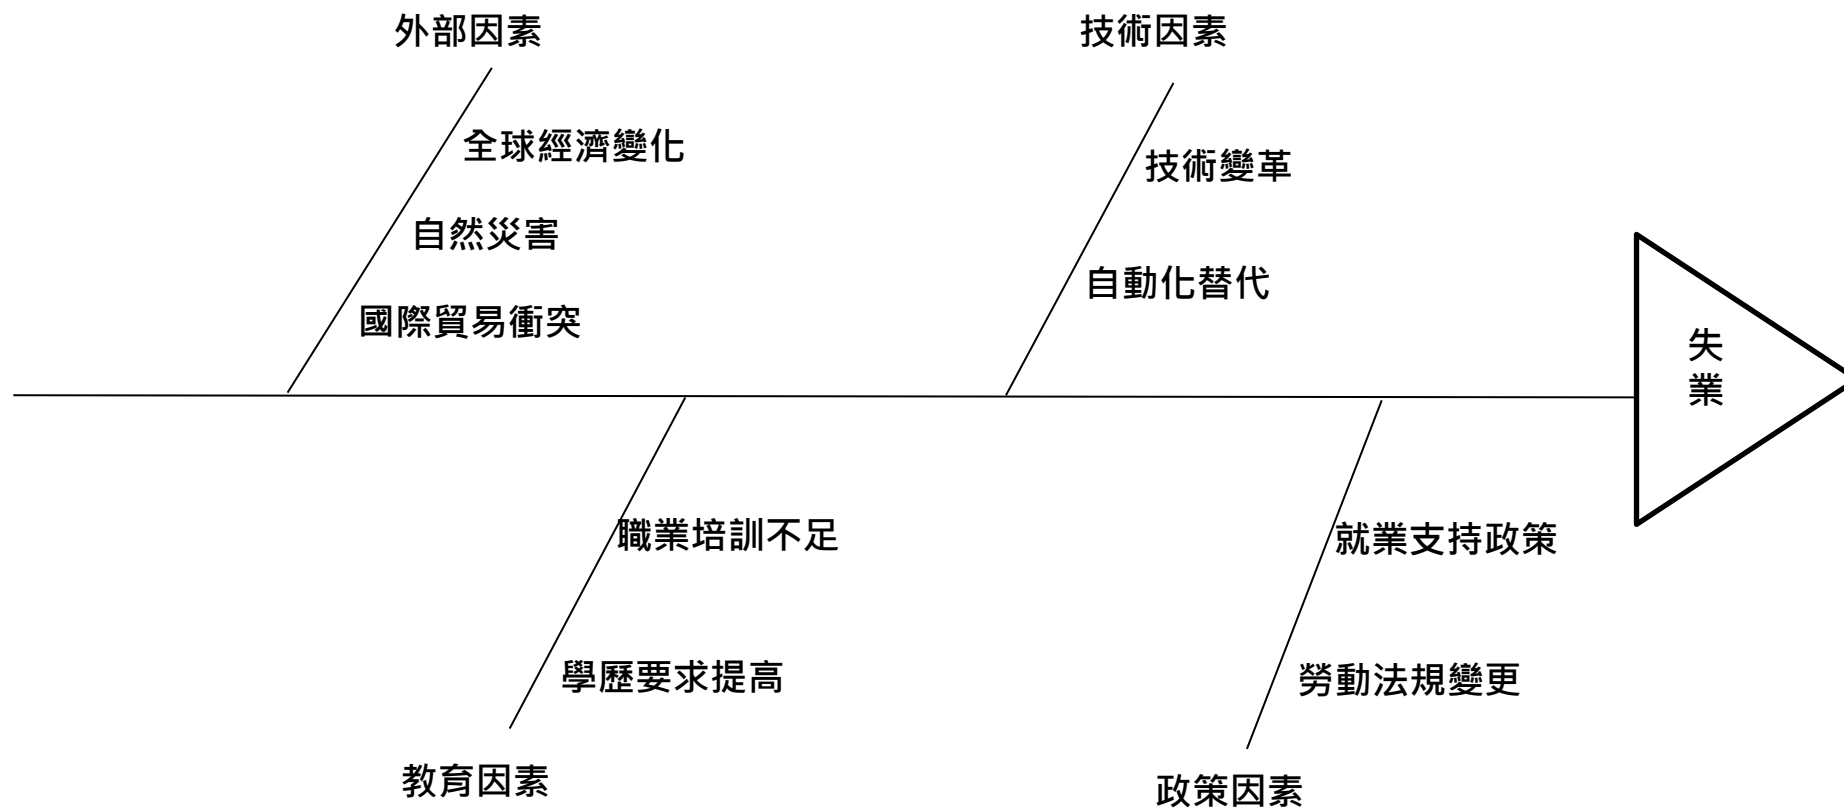 外部因素
全球經濟變化
自然災害
國際貿易衝突
技術因素
技術變革
自動化替代
失
業
職業培訓不足
學歷要求提高
教育因素
就業支持政策
勞動法規變更
政策因素